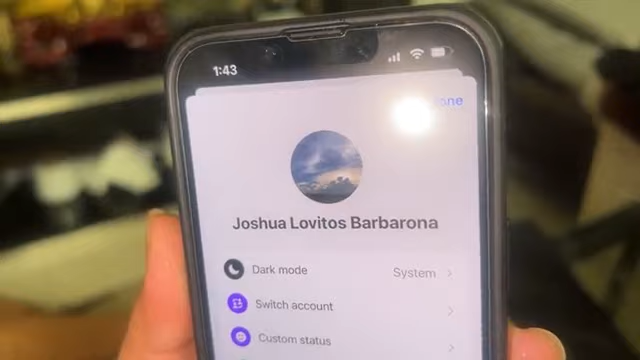 1:43
Joshua Lovitos Barbarona
Dark mode System
Switch account
Custom status